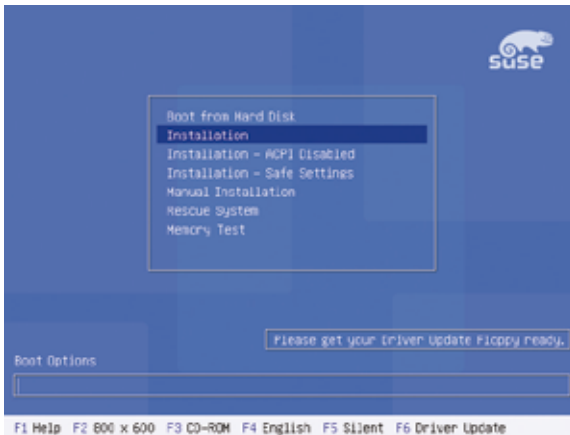 suse
Boot from Hard Disk
Installation
Installation - ACPI Disabled
Installation - Safe Settings
Manual Installation
Rescue System
Memory Test
Please get your Driver Update Floppy ready.
Boot Options
F1 Help F2 800 x 600 F3 CD-ROM F4 English F5 Silent F6 Driver Update